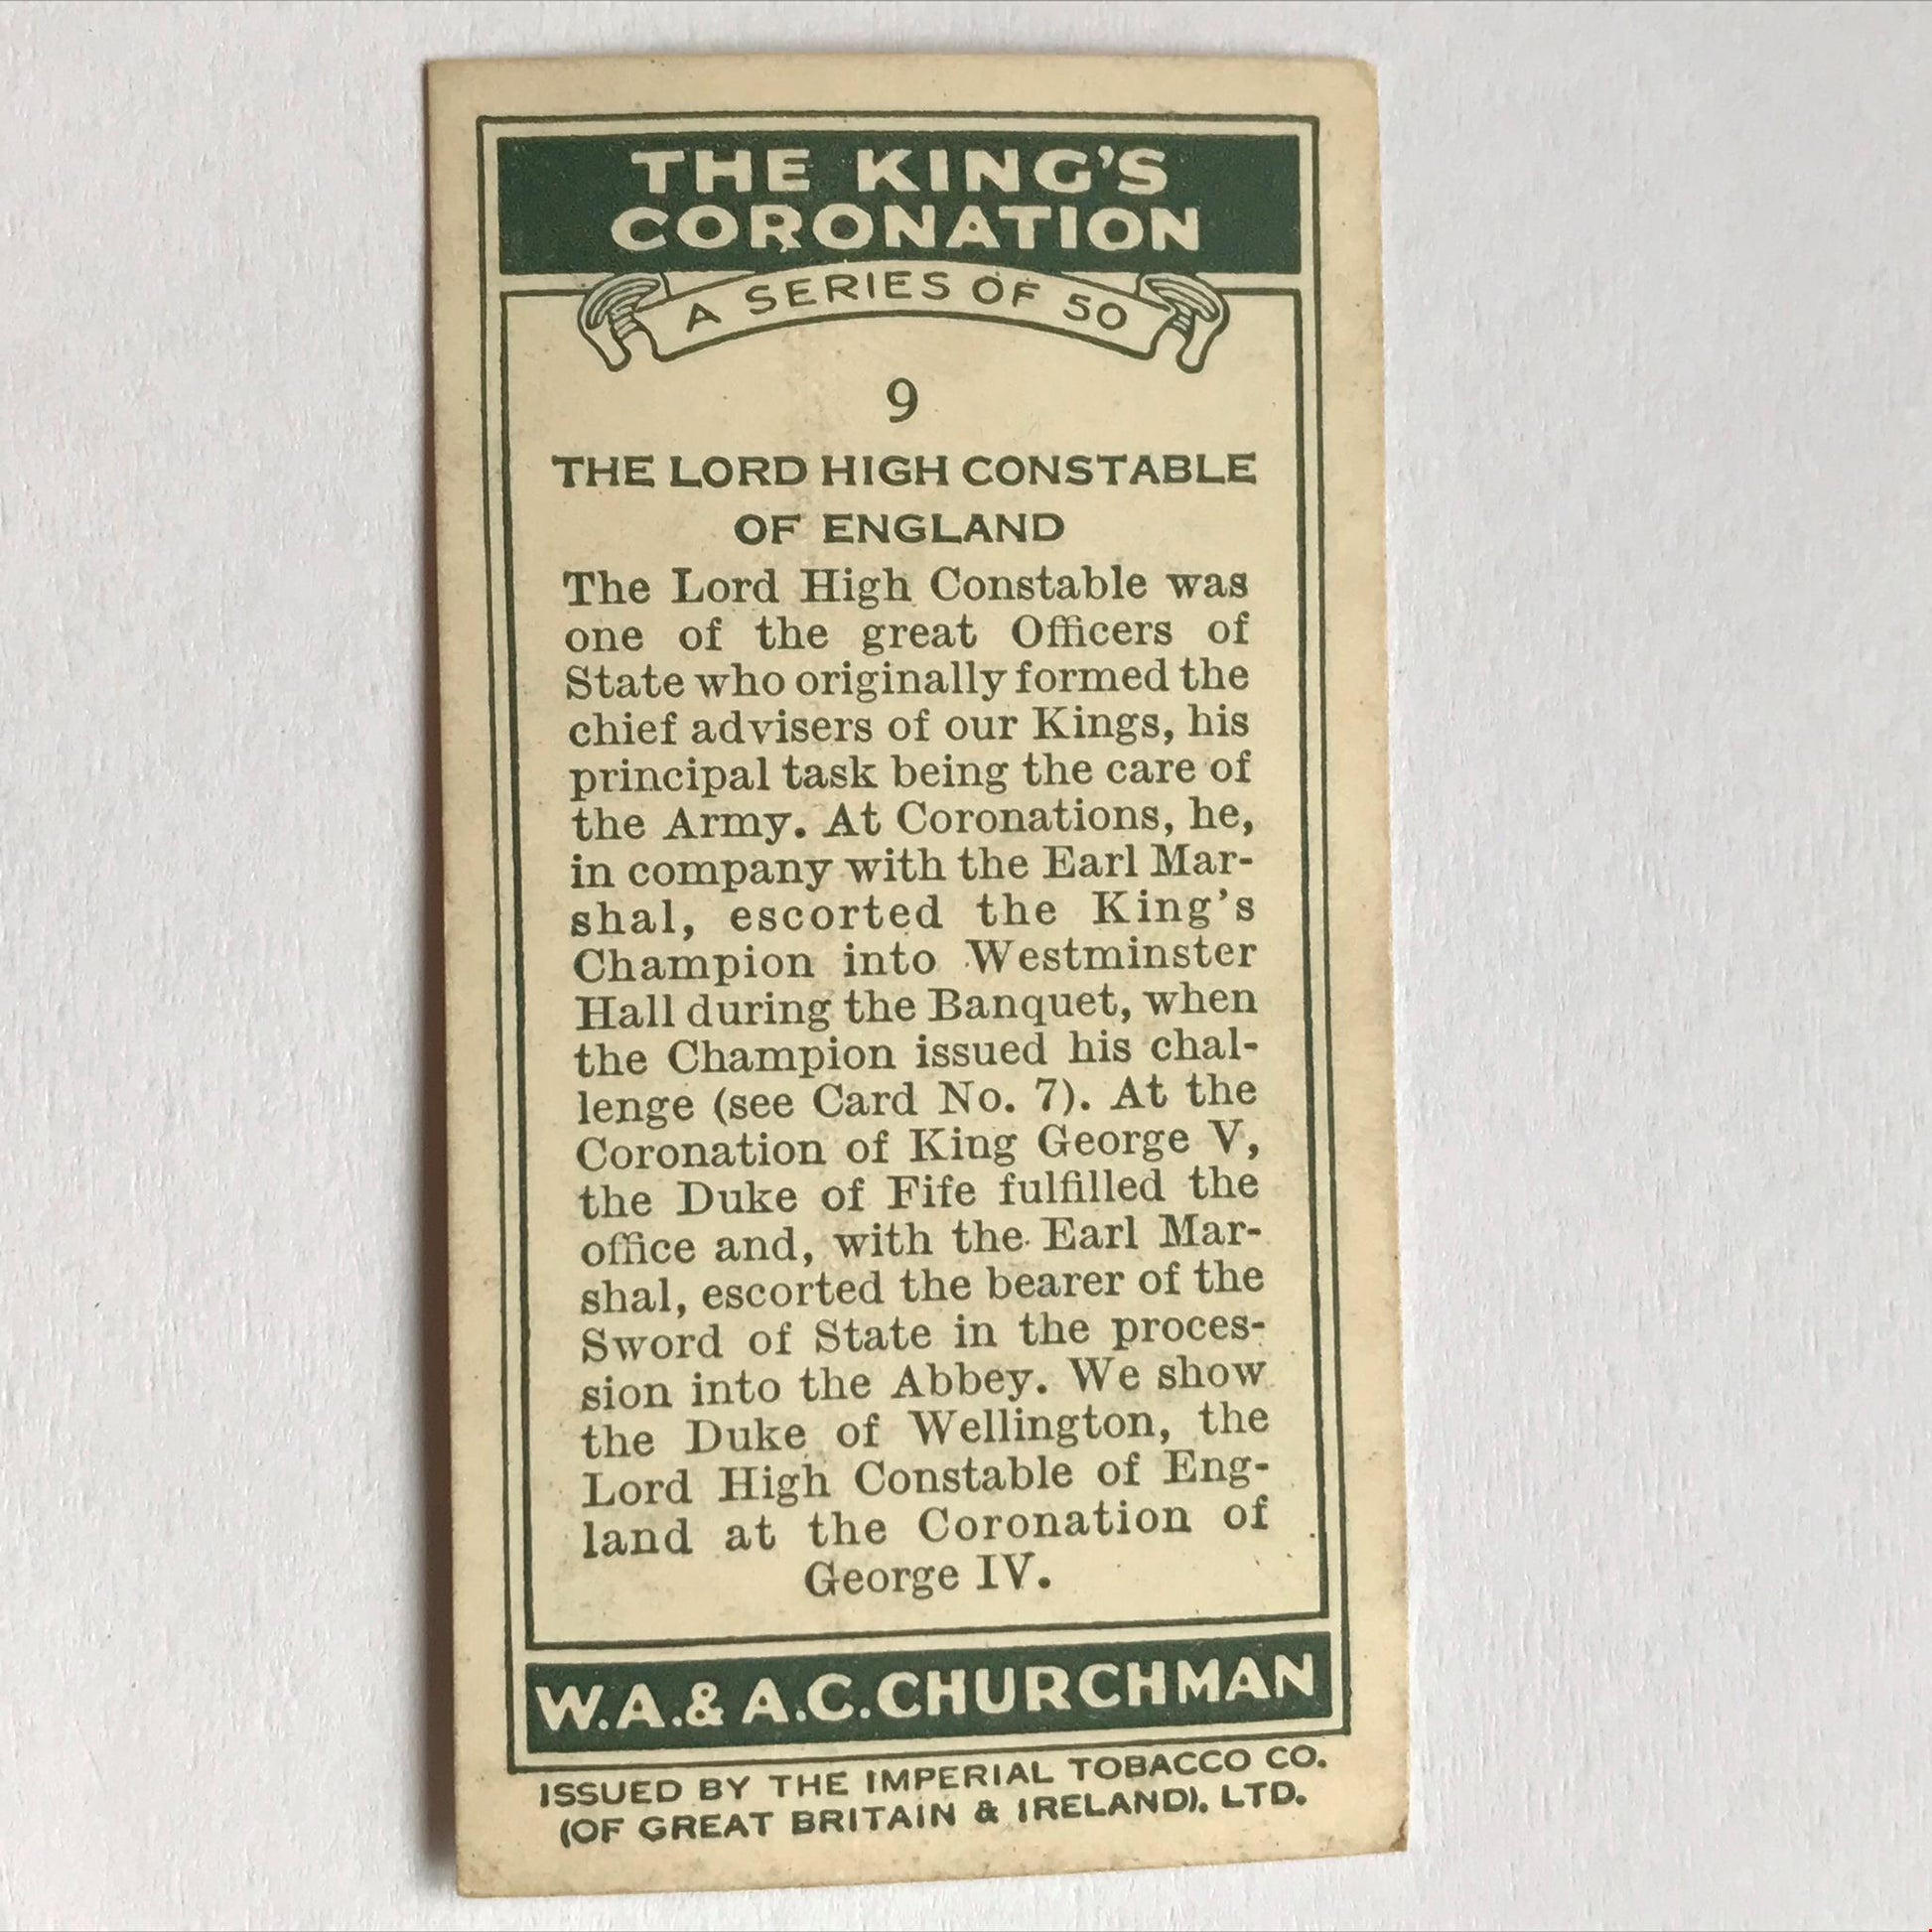 THE KING'S
CORONATION
A SERIES OF 50
9
THE LORD HIGH CONSTABLE
OF ENGLAND
The Lord High Constable was
one of the great Officers of
State who originally formed the
chief advisers of our Kings, his
principal task being the care of
the Army. At Coronations, he,
in company with the Earl Mar-
shal, escorted the King's
Champion into Westminster
Hall during the Banquet, when
the Champion issued his chal-
lenge (see Card No. 7). At the
Coronation of King George V,
the Duke of Fife fulfilled the
office and, with the Earl Mar-
shal, escorted the bearer of the
Sword of State in the proces-
sion into the Abbey. We show
the Duke of Wellington, the
Lord High Constable of Eng-
land at the Coronation of
George IV.
W.A.& A.C.CHURCHMAN
ISSUED BY THE IMPERIAL TOBACCO CO.
(OF GREAT BRITAIN & IRELAND), LTD.